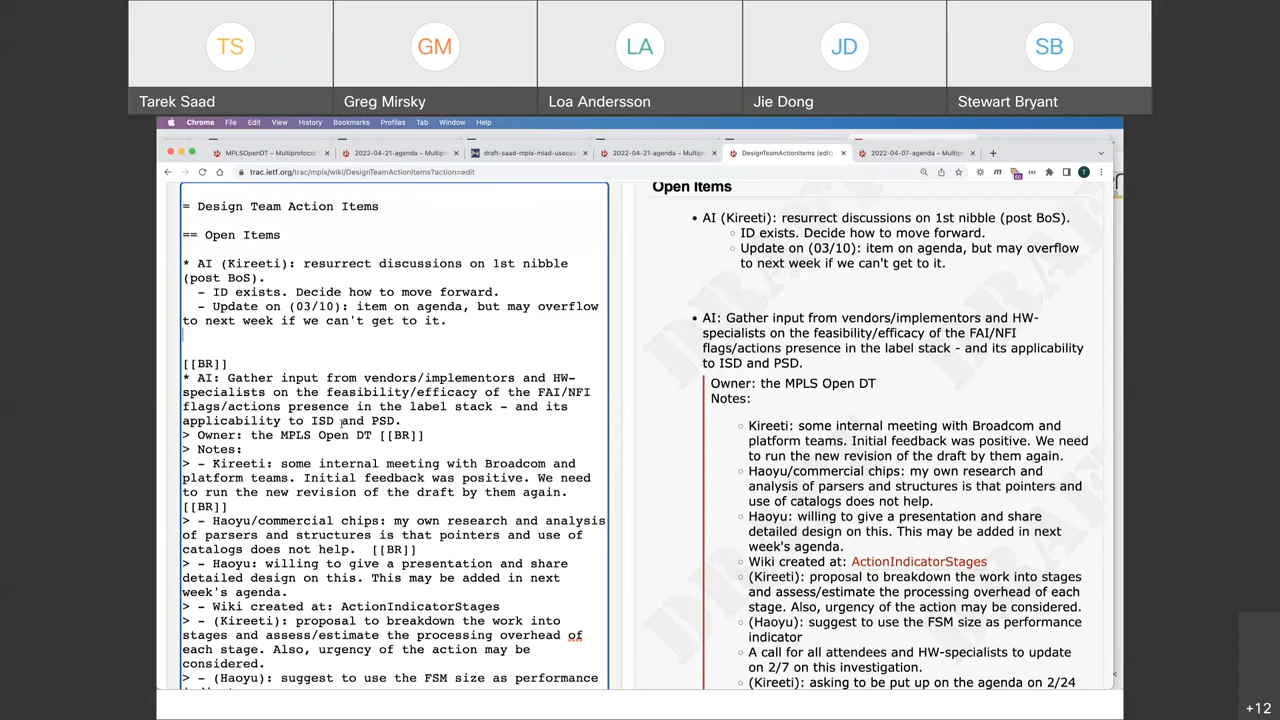 TS
GM
LA
JD
SB
Tarek Saad
Greg Mirsky
Loa Andersson
Jie Dong
Stewart Bryant
Chrome File Edit View History Bookmarks Profiles Tab Window Help
MPLSOpenDT – Multiprotocol
2022-04-21-agenda – Multip
draft-saad-mpls-miad-useca
2022-04-21-agenda – Multip
DesignTeamActionItems (edit)
2022-04-07-agenda – Multip
trac.ietf.org/trac/mpls/wiki/DesignTeamActionItems?action=edit
= Design Team Action Items
== Open Items
* AI (Kireeti): resurrect discussions on 1st nibble
(post BoS).
- ID exists. Decide how to move forward.
- Update on (03/10): item on agenda, but may overflow
to next week if we can't get to it.
[[BR]]
* AI: Gather input from vendors/implementors and HW-
specialists on the feasibility/efficacy of the FAI/NFI
flags/actions presence in the label stack - and its
applicability to ISD and PSD.
> Owner: the MPLS Open DT [[BR]]
> Notes:
> - Kireeti: some internal meeting with Broadcom and
platform teams. Initial feedback was positive. We need
to run the new revision of the draft by them again.
[[BR]]
> - Haoyu/commercial chips: my own research and analysis
of parsers and structures is that pointers and use of
catalogs does not help. [[BR]]
> - Haoyu: willing to give a presentation and share
detailed design on this. This may be added in next
week's agenda.
> - Wiki created at: ActionIndicatorStages
> - (Kireeti): proposal to breakdown the work into
stages and assess/estimate the processing overhead of
each stage. Also, urgency of the action may be
considered.
> - (Haoyu): suggest to use the FSM size as performance
Open Items
• AI (Kireeti): resurrect discussions on 1st nibble (post BoS).
ID exists. Decide how to move forward.
Update on (03/10): item on agenda, but may overflow
to next week if we can't get to it.
• AI: Gather input from vendors/implementors and HW-
specialists on the feasibility/efficacy of the FAI/NFI
flags/actions presence in the label stack - and its applicability
to ISD and PSD.
Owner: the MPLS Open DT
Notes:
Kireeti: some internal meeting with Broadcom and
platform teams. Initial feedback was positive. We need
to run the new revision of the draft by them again.
Haoyu/commercial chips: my own research and
analysis of parsers and structures is that pointers and
use of catalogs does not help.
Haoyu: willing to give a presentation and share
detailed design on this. This may be added in next
week's agenda.
Wiki created at: ActionIndicatorStages
(Kireeti): proposal to breakdown the work into stages
and assess/estimate the processing overhead of each
stage. Also, urgency of the action may be considered.
(Haoyu): suggest to use the FSM size as performance
indicator
A call for all attendees and HW-specialists to update
on 2/7 on this investigation.
(Kireeti): asking to be put up on the agenda on 2/24
+12